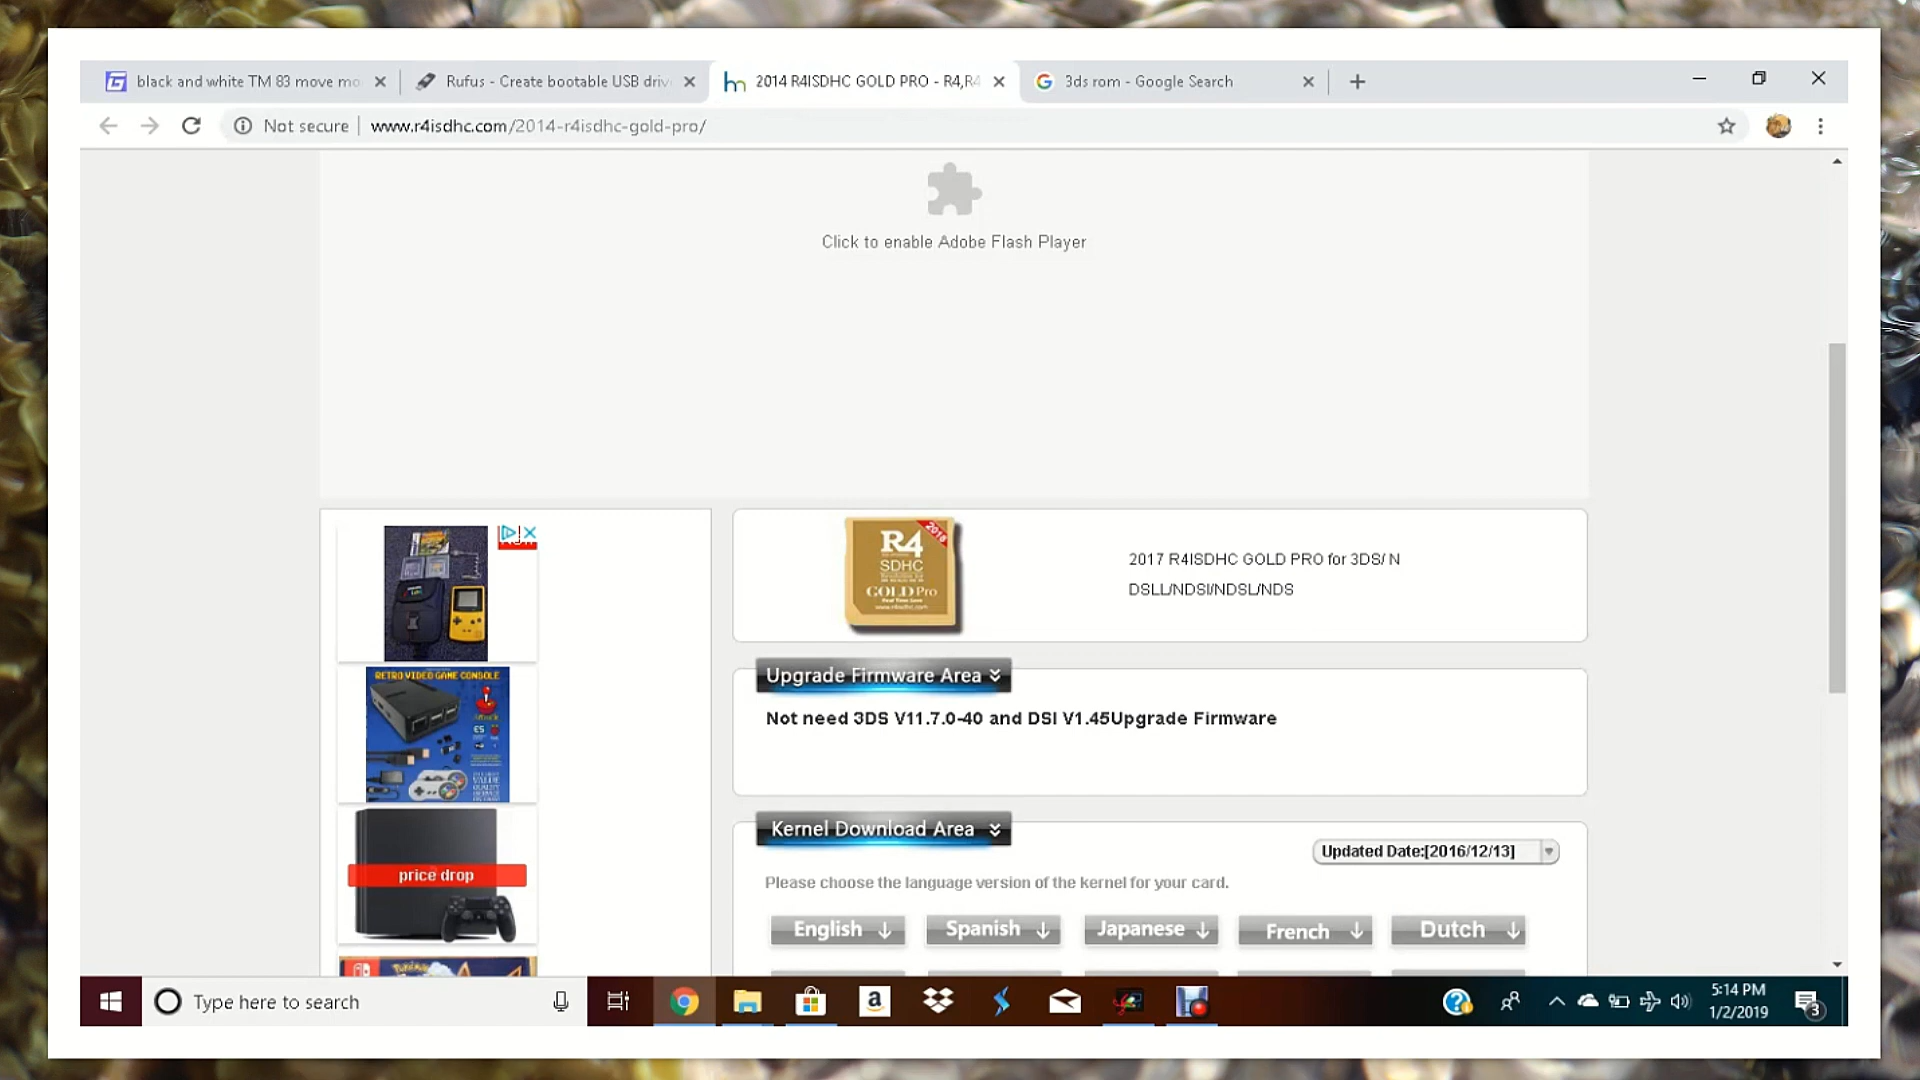 black and white TM 83 move mo
Rufus - Create bootable USB driv
2014 R4ISDHC GOLD PRO - R4,R4
3ds rom - Google Search
Not secure
www.r4isdhc.com/2014-r4isdhc-gold-pro/
Click to enable Adobe Flash Player
R4
SDHC
GOLD Pro
www.r4isdhc.com
2018
2017 R4ISDHC GOLD PRO for 3DS/ N
DSLL/NDSI/NDSL/NDS
RETRO VIDEO GAME CONSOLE
Upgrade Firmware Area
Not need 3DS V11.7.0-40 and DSI V1.45Upgrade Firmware
Kernel Download Area
Updated Date:[2016/12/13]
price drop
Please choose the language version of the kernel for your card.
English
Spanish
Japanese
French
Dutch
Type here to search
5:14 PM
1/2/2019
3